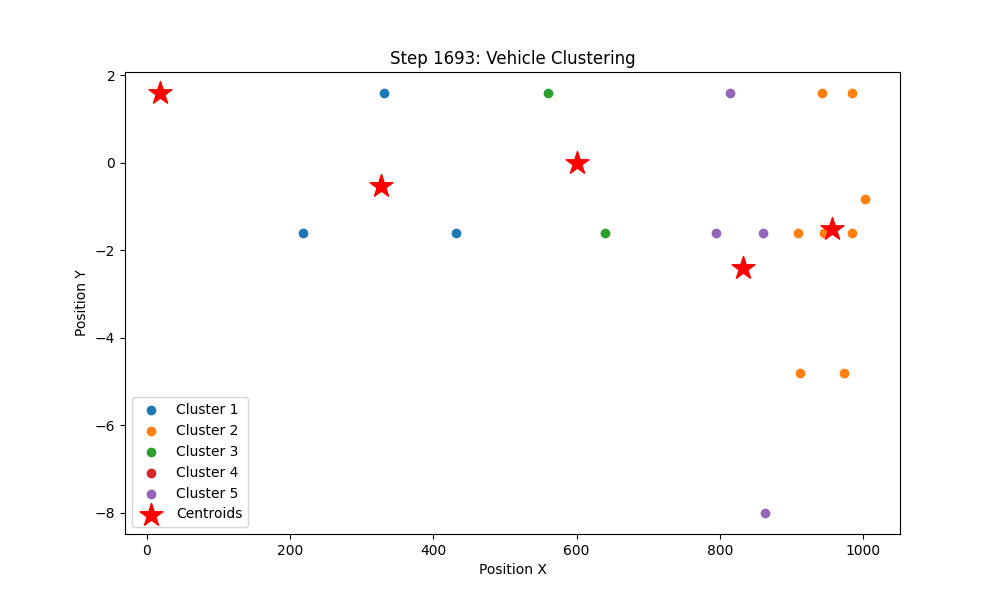 Step 1693: Vehicle Clustering
Position Y
2
0
−2
−4
−6
−8
Cluster 1
Cluster 2
Cluster 3
Cluster 4
Cluster 5
Centroids
0 200 400 600 800 1000
Position X